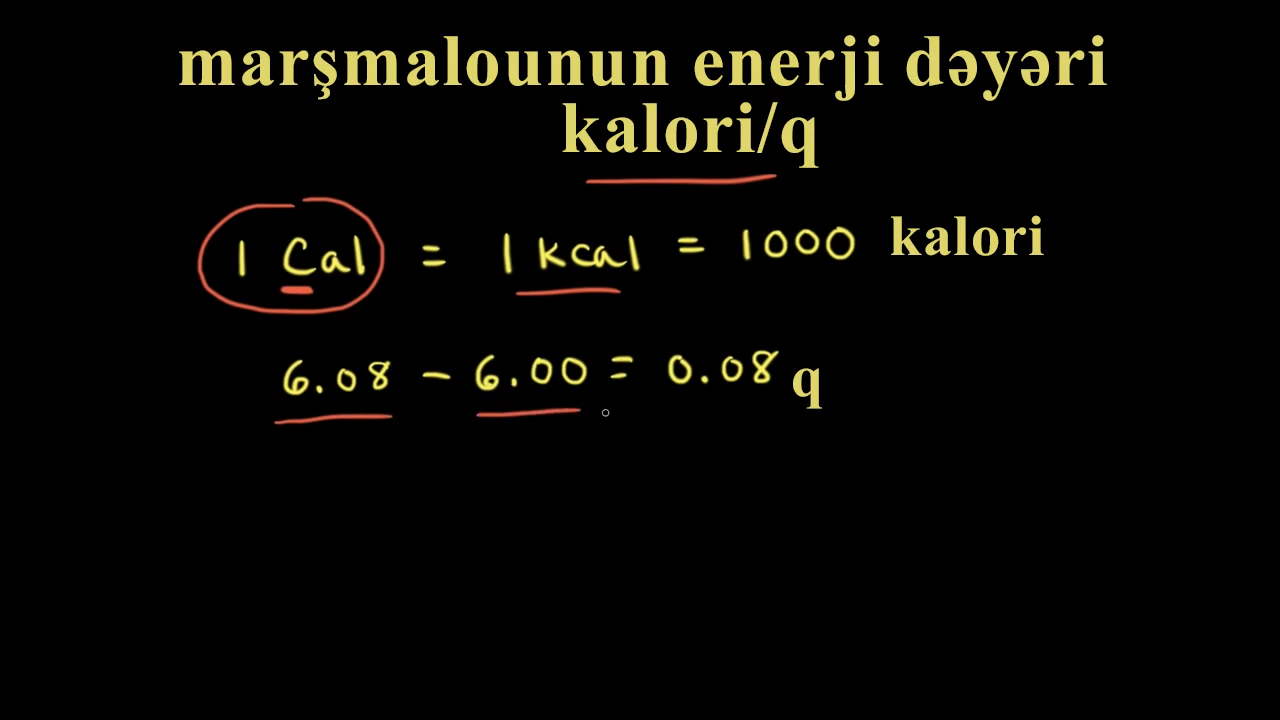 marşmalounun enerji dəyəri
kalori/q
1 Cal = 1 kcal = 1000 kalori
6.08 - 6.00 = 0.08 q